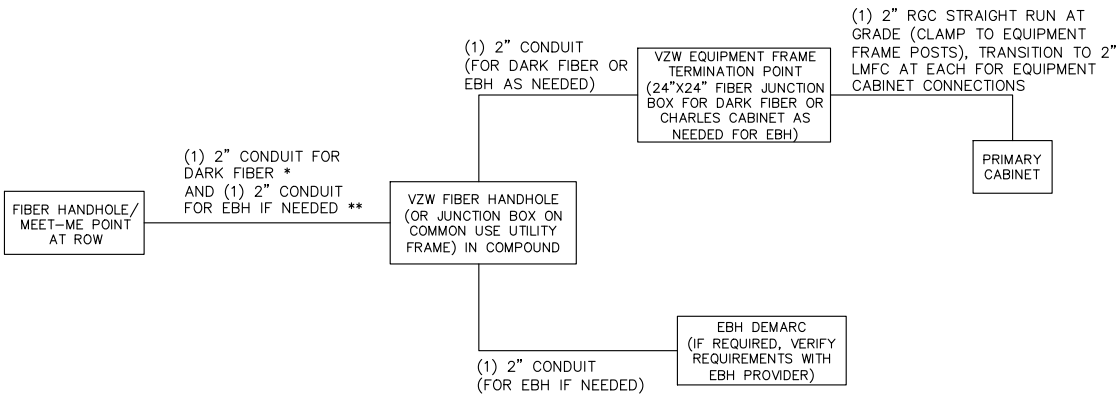 FIBER HANDHOLE/
MEET-ME POINT
AT ROW
(1) 2" CONDUIT FOR
DARK FIBER *
AND (1) 2" CONDUIT
FOR EBH IF NEEDED **
VZW FIBER HANDHOLE
(OR JUNCTION BOX ON
COMMON USE UTILITY
FRAME) IN COMPOUND
(1) 2" CONDUIT
(FOR DARK FIBER OR
EBH AS NEEDED)
VZW EQUIPMENT FRAME
TERMINATION POINT
(24"X24" FIBER JUNCTION
BOX FOR DARK FIBER OR
CHARLES CABINET AS
NEEDED FOR EBH)
(1) 2" RGC STRAIGHT RUN AT
GRADE (CLAMP TO EQUIPMENT
FRAME POSTS), TRANSITION TO 2"
LMFC AT EACH FOR EQUIPMENT
CABINET CONNECTIONS
PRIMARY
CABINET
(1) 2" CONDUIT
(FOR EBH IF NEEDED)
EBH DEMARC
(IF REQUIRED, VERIFY
REQUIREMENTS WITH
EBH PROVIDER)